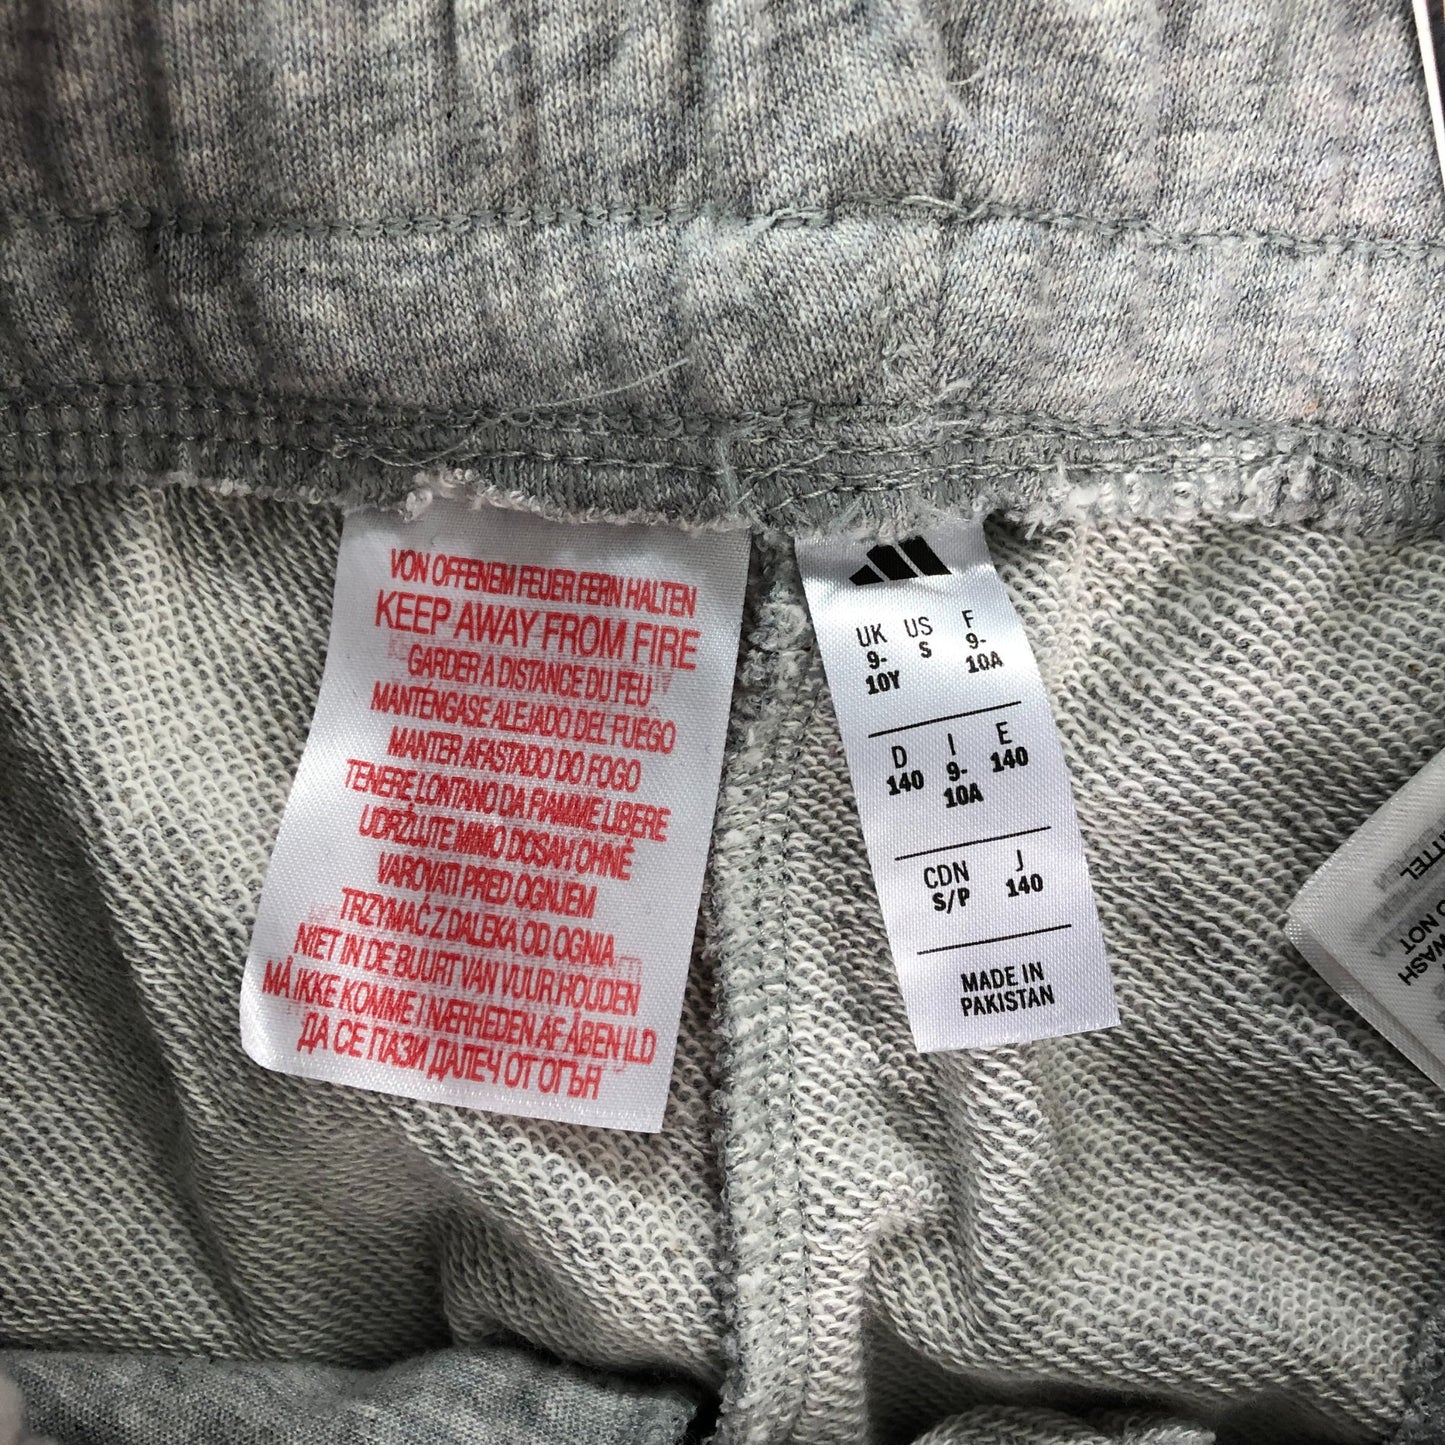 VON OFFENEM FEUER FERN HALTEN
KEEP AWAY FROM FIRE
GARDER A DISTANCE DU FEU
MANTÉNGASE ALEJADO DEL FUEGO
MANTER AFASTADO DO FOGO
TENERE LONTANO DA FIAMME LIBERE
UDRŽUJTE MIMO DOSAH OHNĚ
VAROVATI PRED OGNJEM
TRZYMAĆ Z DALEKA OD OGNIA
NIET IN DE BUURT VAN VUUR HOUDEN
MÅ IKKE KOMME I NÆRHEDEN AF ÅBEN ILD
ДА СЕ ПАЗИ ДАЛЕЧ ОТ ОГЪН
UK US F
9- S 9-
10Y 10A
D I E
140 9- 140
10A
CDN J
S/P 140
MADE IN
PAKISTAN
NOT
WASH